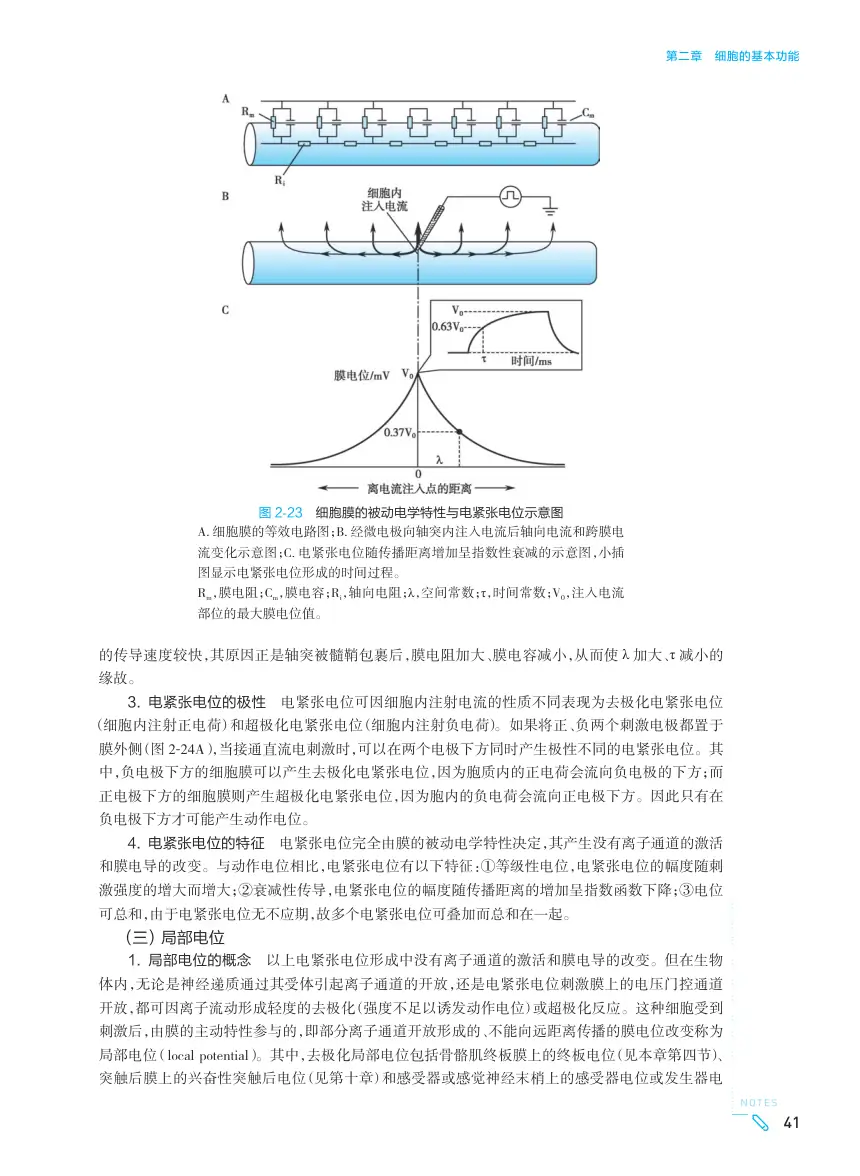 第二章 细胞的基本功能
A
Rm
Cm
Ri
B
细胞内
注入电流
C
V0
0.63V0
τ
时间/ms
膜电位/mV V0
0.37V0
λ
0
离电流注入点的距离
图 2-23 细胞膜的被动电学特性与电紧张电位示意图
A. 细胞膜的等效电路图;B. 经微电极向轴突内注入电流后轴向电流和跨膜电
流变化示意图;C. 电紧张电位随传播距离增加呈指数性衰减的示意图,小插
图显示电紧张电位形成的时间过程。
Rm,膜电阻;Cm,膜电容;Ri,轴向电阻;λ,空间常数;τ,时间常数;V0,注入电流
部位的最大膜电位值。
的传导速度较快,其原因正是轴突被髓鞘包裹后,膜电阻加大、膜电容减小,从而使 λ 加大、τ 减小的
缘故。
3. 电紧张电位的极性 电紧张电位可因细胞内注射电流的性质不同表现为去极化电紧张电位
(细胞内注射正电荷)和超极化电紧张电位(细胞内注射负电荷)。如果将正、负两个刺激电极都置于
膜外侧(图 2-24A),当接通直流电刺激时,可以在两个电极下方同时产生极性不同的电紧张电位。其
中,负电极下方的细胞膜可以产生去极化电紧张电位,因为胞质内的正电荷会流向负电极的下方;而
正电极下方的细胞膜则产生超极化电紧张电位,因为胞内的负电荷会流向正电极下方。因此只有在
负电极下方才可能产生动作电位。
4. 电紧张电位的特征 电紧张电位完全由膜的被动电学特性决定,其产生没有离子通道的激活
和膜电导的改变。与动作电位相比,电紧张电位有以下特征:①等级性电位,电紧张电位的幅度随刺
激强度的增大而增大;②衰减性传导,电紧张电位的幅度随传播距离的增加呈指数函数下降;③电位
可总和,由于电紧张电位无不应期,故多个电紧张电位可叠加而总和在一起。
(三)局部电位
1. 局部电位的概念 以上电紧张电位形成中没有离子通道的激活和膜电导的改变。但在生物
体内,无论是神经递质通过其受体引起离子通道的开放,还是电紧张电位刺激膜上的电压门控通道
开放,都可因离子流动形成轻度的去极化(强度不足以诱发动作电位)或超极化反应。这种细胞受到
刺激后,由膜的主动特性参与的,即部分离子通道开放形成的、不能向远距离传播的膜电位改变称为
局部电位(local potential)。其中,去极化局部电位包括骨骼肌终板膜上的终板电位(见本章第四节)、
突触后膜上的兴奋性突触后电位(见第十章)和感受器或感觉神经末梢上的感受器电位或发生器电
NOTES
41